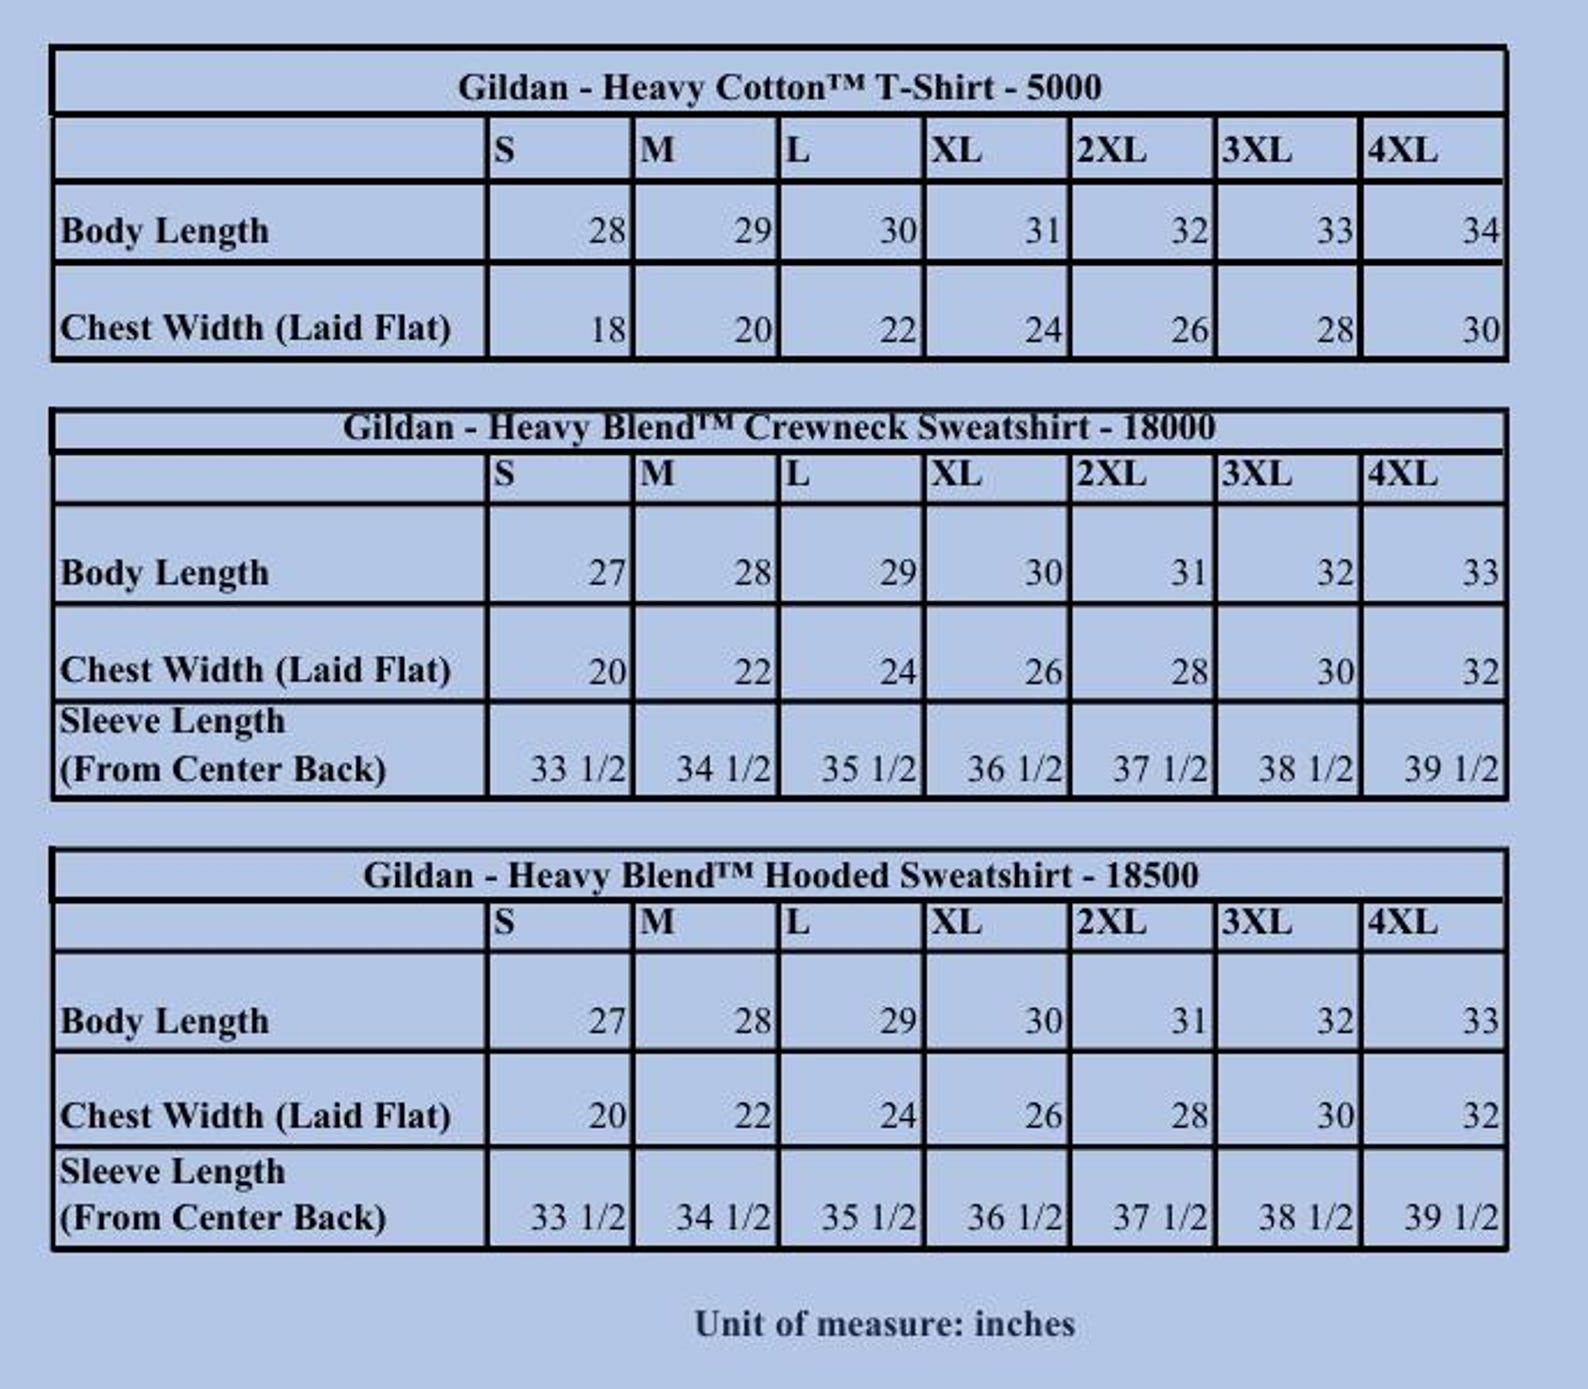 Gildan - Heavy Cotton™ T-Shirt - 5000
S M L XL 2XL 3XL 4XL
Body Length 28 29 30 31 32 33 34
Chest Width (Laid Flat) 18 20 22 24 26 28 30
Gildan - Heavy Blend™ Crewneck Sweatshirt - 18000
S M L XL 2XL 3XL 4XL
Body Length 27 28 29 30 31 32 33
Chest Width (Laid Flat) 20 22 24 26 28 30 32
Sleeve Length
(From Center Back) 33 1/2 34 1/2 35 1/2 36 1/2 37 1/2 38 1/2 39 1/2
Gildan - Heavy Blend™ Hooded Sweatshirt - 18500
S M L XL 2XL 3XL 4XL
Body Length 27 28 29 30 31 32 33
Chest Width (Laid Flat) 20 22 24 26 28 30 32
Sleeve Length
(From Center Back) 33 1/2 34 1/2 35 1/2 36 1/2 37 1/2 38 1/2 39 1/2
Unit of measure: inches